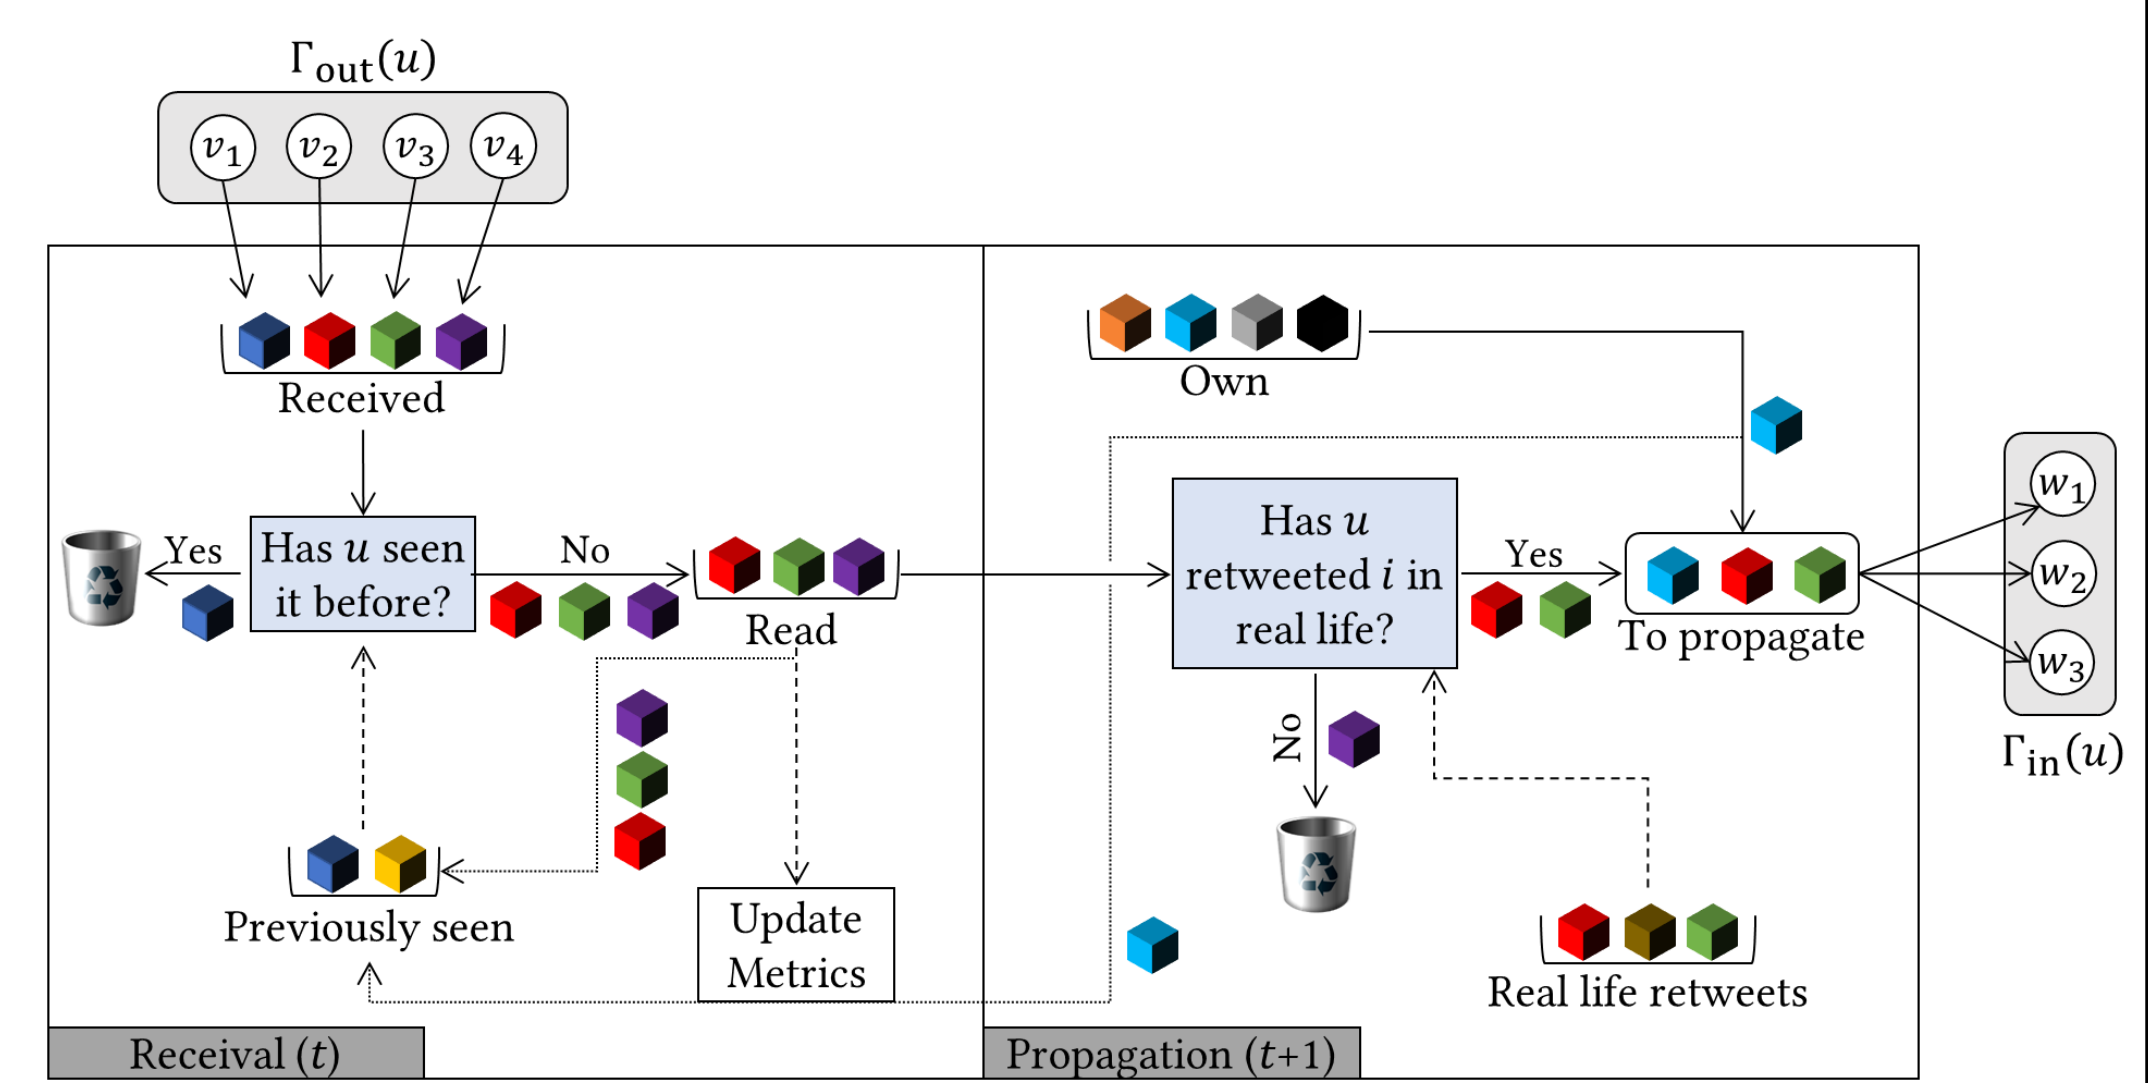 Γout(u)
v1 v2 v3 v4
Received
Own
Yes
Has u seen
it before?
No
Read
Has u
retweeted i in
real life?
Yes
To propagate
No
w1
w2
w3
Γin(u)
Previously seen
Update
Metrics
Real life retweets
Receival (t)
Propagation (t+1)